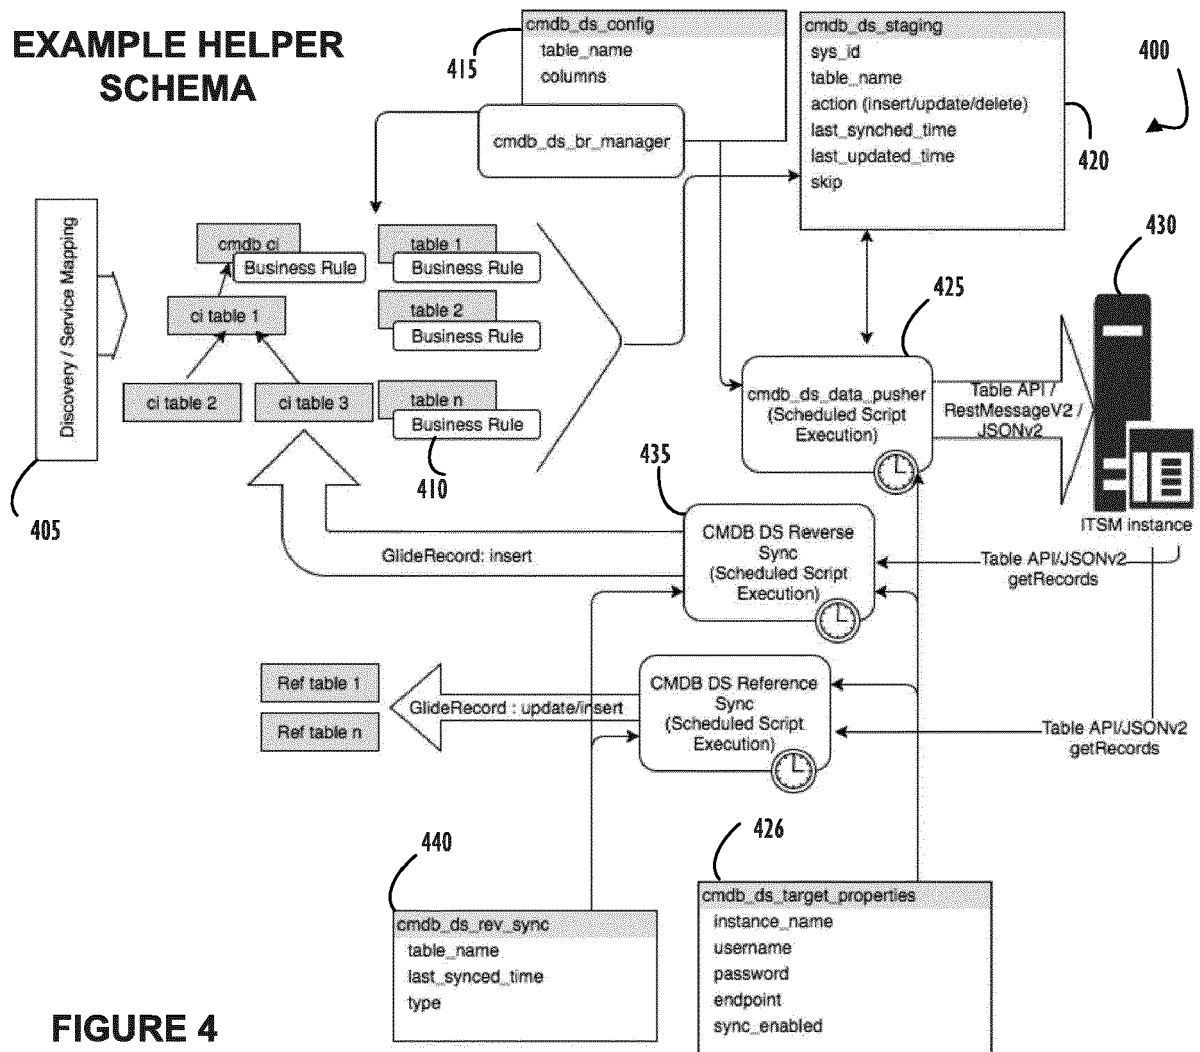 EXAMPLE HELPER
SCHEMA
415
cmdb_ds_config
table_name
columns
cmdb_ds_br_manager
cmdb_ds_staging
sys_id
table_name
action (insert/update/delete)
last_synched_time
last_updated_time
skip
400
420
Discovery / Service Mapping
405
cmdb ci
Business Rule
ci table 1
ci table 2
ci table 3
table 1
Business Rule
table 2
Business Rule
table n
Business Rule
410
425
cmdb_ds_data_pusher
(Scheduled Script
Execution)
Table API /
RestMessageV2 /
JSONv2
430
ITSM instance
435
CMDB DS Reverse
Sync
(Scheduled Script
Execution)
GlideRecord: insert
Table API/JSONv2
getRecords
Ref table 1
Ref table n
GlideRecord : update/insert
CMDB DS Reference
Sync
(Scheduled Script
Execution)
Table API/JSONv2
getRecords
440
cmdb_ds_rev_sync
table_name
last_synced_time
type
426
cmdb_ds_target_properties
instance_name
username
password
endpoint
sync_enabled
FIGURE 4